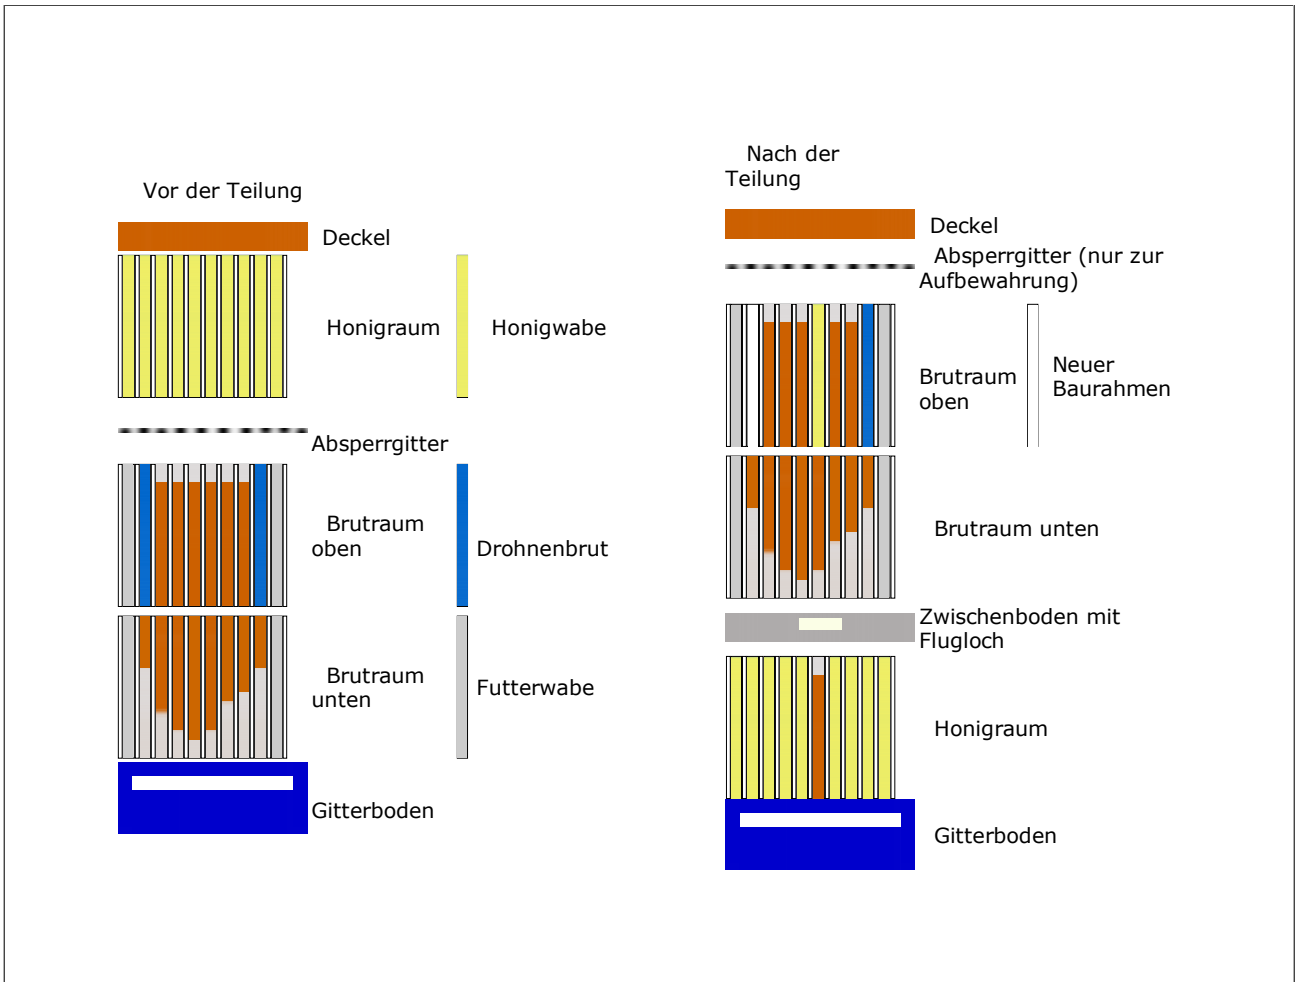 Vor der Teilung
Deckel
Honigraum
Honigwabe
Absperrgitter
Brutraum
oben
Drohnenbrut
Brutraum
unten
Futterwabe
Gitterboden
Nach der
Teilung
Deckel
Absperrgitter (nur zur
Aufbewahrung)
Brutraum
oben
Neuer
Baurahmen
Brutraum unten
Zwischenboden mit
Flugloch
Honigraum
Gitterboden